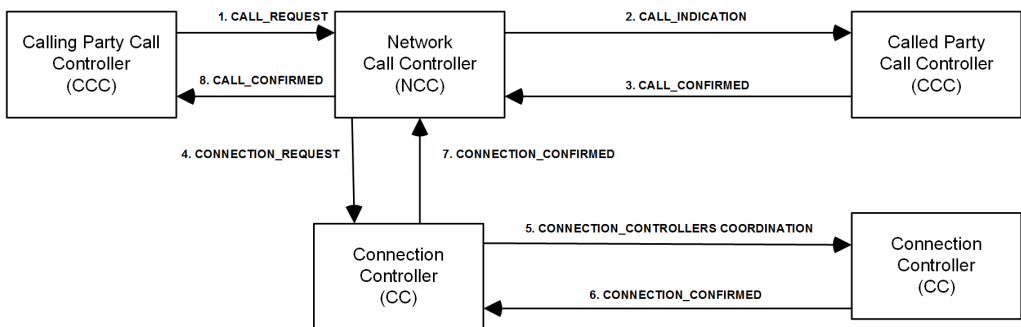 1. CALL_REQUEST
2. CALL_INDICATION
Calling Party Call
Controller
(CCC)
Network
Call Controller
(NCC)
Called Party
Call Controller
(CCC)
8. CALL_CONFIRMED
3. CALL_CONFIRMED
4. CONNECTION_REQUEST
7. CONNECTION_CONFIRMED
5. CONNECTION_CONTROLLERS COORDINATION
Connection
Controller
(CC)
Connection
Controller
(CC)
6. CONNECTION_CONFIRMED